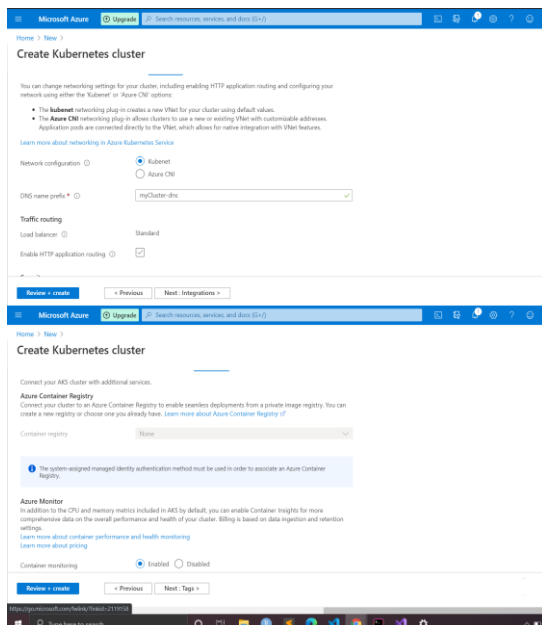 Microsoft Azure
Upgrade
Search resources, services, and docs (G+/)
Home > New >
Create Kubernetes cluster
You can change networking settings for your cluster, including enabling HTTP application routing and configuring your
network using either the 'Kubenet' or 'Azure CNI' options:
• The kubenet networking plug-in creates a new VNet for your cluster using default values.
• The Azure CNI networking plug-in allows clusters to use a new or existing VNet with customizable addresses.
Application pods are connected directly to the VNet, which allows for native integration with VNet features.
Learn more about networking in Azure Kubernetes Service
Network configuration
Kubenet
Azure CNI
DNS name prefix *
myCluster-dnc
Traffic routing
Load balancer
Standard
Enable HTTP application routing
Review + create
< Previous
Next : Integrations >
Microsoft Azure
Upgrade
Search resources, services, and docs (G+/)
Home > New >
Create Kubernetes cluster
Connect your AKS cluster with additional services.
Azure Container Registry
Connect your cluster to an Azure Container Registry to enable seamless deployments from a private image registry. You can
create a new registry or choose one you already have. Learn more about Azure Container Registry
Container registry
None
The system-assigned managed identity authentication method must be used in order to associate an Azure Container
Registry.
Azure Monitor
In addition to the CPU and memory metrics included in AKS by default, you can enable Container Insights for more
comprehensive data on the overall performance and health of your cluster. Billing is based on data ingestion and retention
settings.
Learn more about container performance and health monitoring
Learn more about pricing
Container monitoring
Enabled
Disabled
Review + create
< Previous
Next : Tags >
https://go.microsoft.com/fwlink/?linkid=2119158
Type here to search